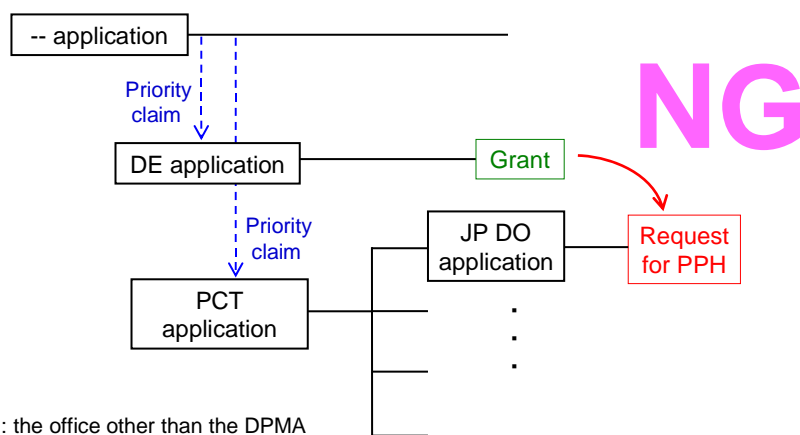 -- application
NG
Priority
claim
DE application
Grant
Priority
claim
JP DO
application
Request
for PPH
PCT
application
.
.
.
: the office other than the DPMA